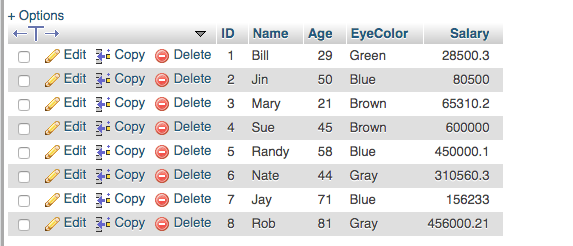 + Options
ID Name Age EyeColor Salary
Edit Copy Delete 1 Bill 29 Green 28500.3
Edit Copy Delete 2 Jin 50 Blue 80500
Edit Copy Delete 3 Mary 21 Brown 65310.2
Edit Copy Delete 4 Sue 45 Brown 600000
Edit Copy Delete 5 Randy 58 Blue 450000.1
Edit Copy Delete 6 Nate 44 Gray 310560.3
Edit Copy Delete 7 Jay 71 Blue 156233
Edit Copy Delete 8 Rob 81 Gray 456000.21